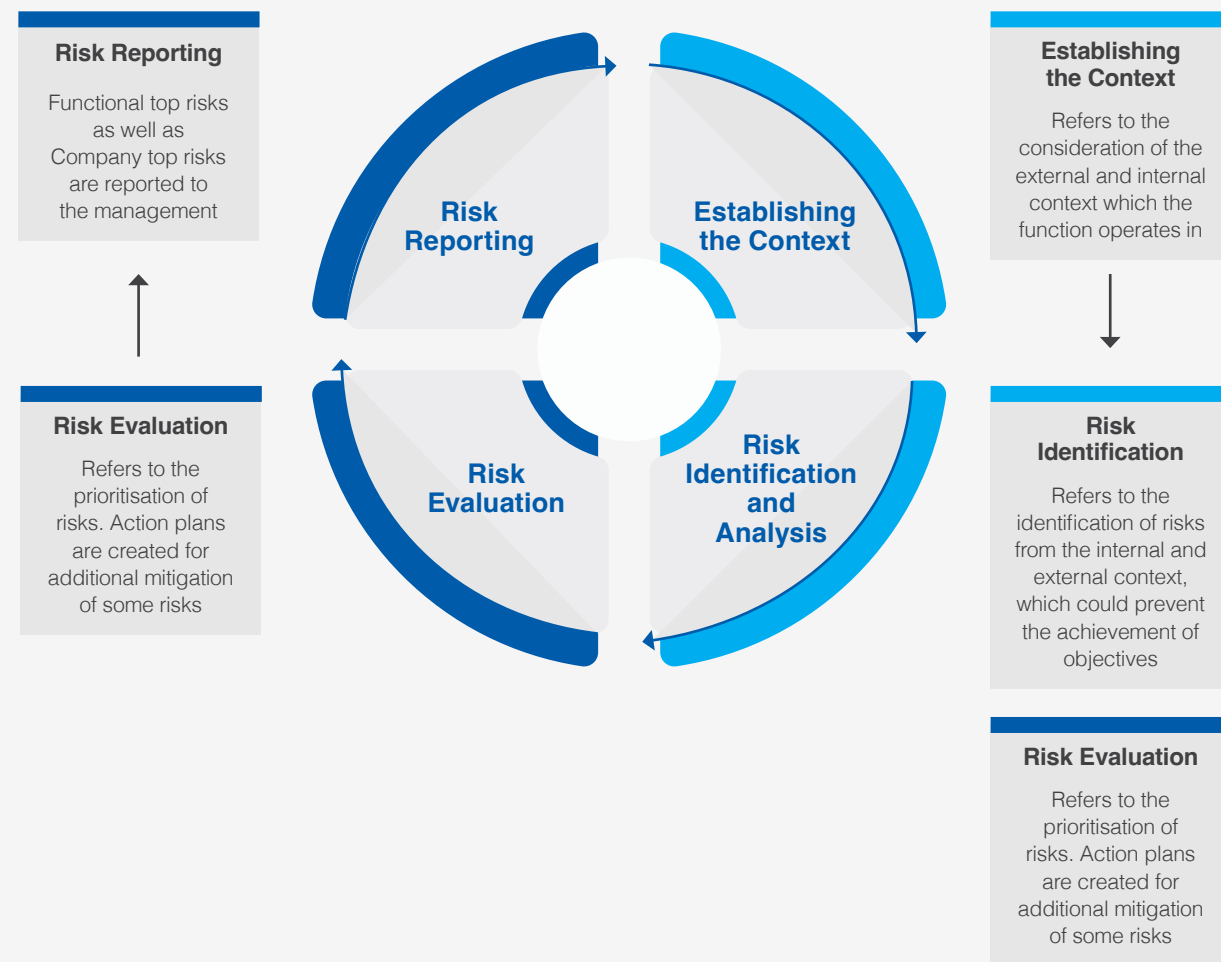 Risk Reporting
Functional top risks
as well as
Company top risks
are reported to
the management
Risk Evaluation
Refers to the
prioritisation of
risks. Action plans
are created for
additional mitigation
of some risks
Risk
Reporting
Establishing
the Context
Risk
Evaluation
Risk
Identification
and
Analysis
Establishing
the Context
Refers to the
consideration of the
external and internal
context which the
function operates in
Risk
Identification
Refers to the
identification of risks
from the internal and
external context,
which could prevent
the achievement of
objectives
Risk Evaluation
Refers to the
prioritisation of
risks. Action plans
are created for
additional mitigation
of some risks